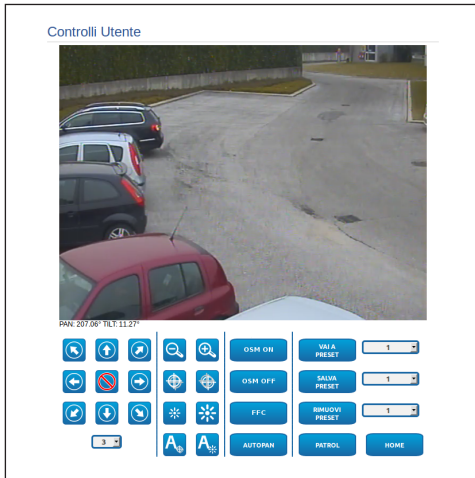 Controlli Utente
PAN: 207.06° TILT: 11.27°
OSM ON
VAI A
PRESET
1
OSM OFF
SALVA
PRESET
1
FFC
RIMUOVI
PRESET
1
3
A
A
AUTOPAN
PATROL
HOME